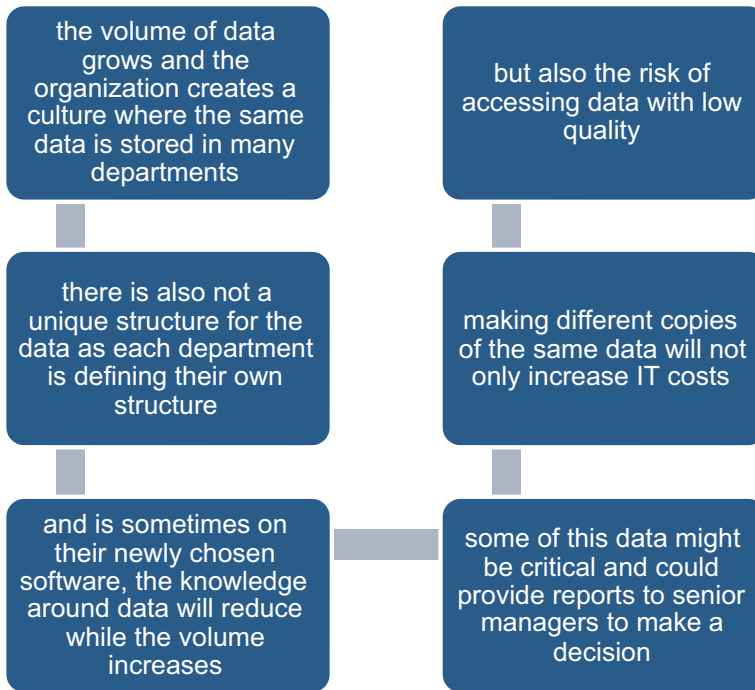 the volume of data
grows and the
organization creates a
culture where the same
data is stored in many
departments
there is also not a
unique structure for the
data as each department
is defining their own
structure
and is sometimes on
their newly chosen
software, the knowledge
around data will reduce
while the volume
increases
some of this data might
be critical and could
provide reports to senior
managers to make a
decision
making different copies
of the same data will not
only increase IT costs
but also the risk of
accessing data with low
quality